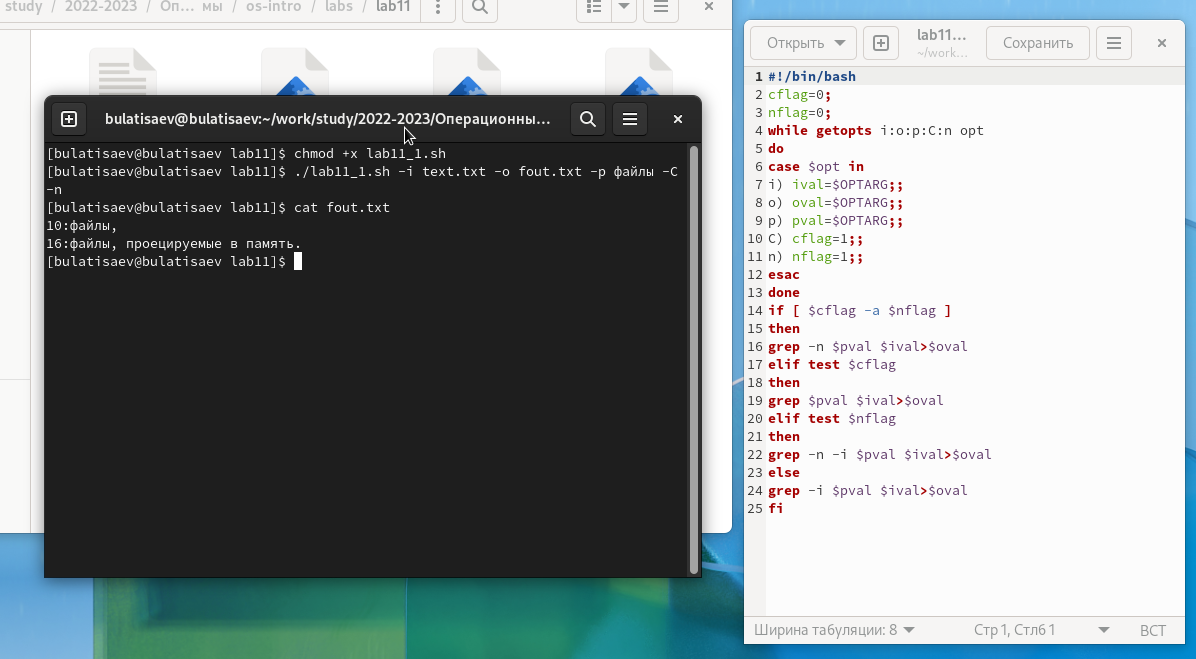 study / 2022-2023 / Оп… мы / os-intro / labs / lab11
bulatisaev@bulatisaev:~/work/study/2022-2023/Операционны…
[bulatisaev@bulatisaev lab11]$ chmod +x lab11_1.sh
[bulatisaev@bulatisaev lab11]$ ./lab11_1.sh -i text.txt -o fout.txt -p файлы -C
-n
[bulatisaev@bulatisaev lab11]$ cat fout.txt
10:файлы,
16:файлы, проецируемые в память.
[bulatisaev@bulatisaev lab11]$
Открыть
lab11…
~/work…
Сохранить
1 #!/bin/bash
2 cflag=0;
3 nflag=0;
4 while getopts i:o:p:C:n opt
5 do
6 case $opt in
7 i) ival=$OPTARG;;
8 o) oval=$OPTARG;;
9 p) pval=$OPTARG;;
10 C) cflag=1;;
11 n) nflag=1;;
12 esac
13 done
14 if [ $cflag -a $nflag ]
15 then
16 grep -n $pval $ival>$oval
17 elif test $cflag
18 then
19 grep $pval $ival>$oval
20 elif test $nflag
21 then
22 grep -n -i $pval $ival>$oval
23 else
24 grep -i $pval $ival>$oval
25 fi
Ширина табуляции: 8
Стр 1, Стлб 1
ВСТ